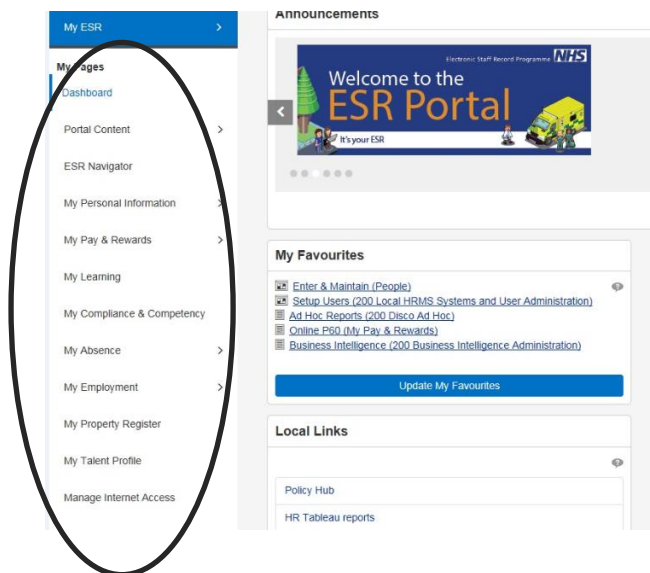 My ESR
My Pages
Dashboard
Portal Content
ESR Navigator
My Personal Information
My Pay & Rewards
My Learning
My Compliance & Competency
My Absence
My Employment
My Property Register
My Talent Profile
Manage Internet Access
Announcements
Electronic Staff Record Programme NHS
Welcome to the
ESR Portal
It's your ESR
My Favourites
Enter & Maintain (People)
Setup Users (200 Local HRMS Systems and User Administration)
Ad Hoc Reports (200 Disco Ad Hoc)
Online P60 (My Pay & Rewards)
Business Intelligence (200 Business Intelligence Administration)
Update My Favourites
Local Links
Policy Hub
HR Tableau reports